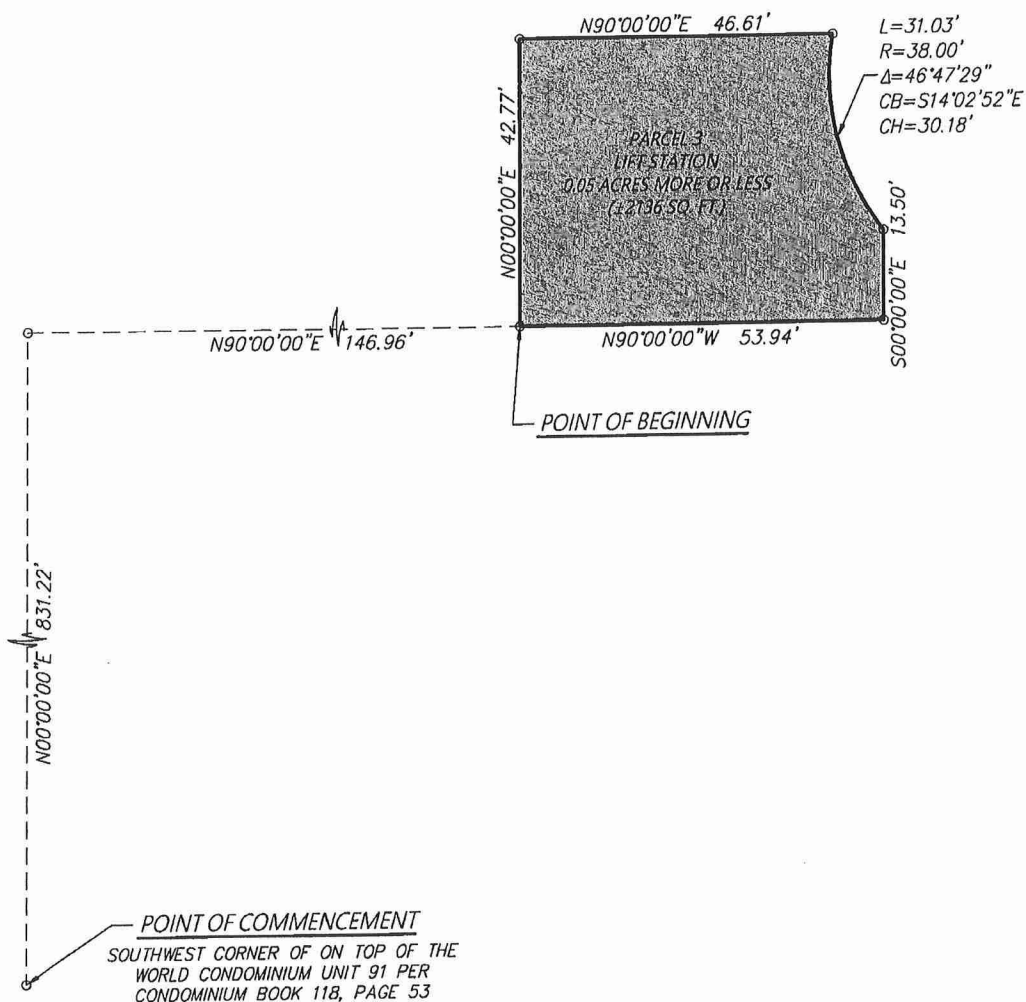 N90°00'00"E 46.61'
L=31.03'
R=38.00'
Δ=46°47'29"
CB=S14°02'52"E
CH=30.18'
N00°00'00"E 42.77'
PARCEL 3
LIFT STATION
0.05 ACRES MORE OR LESS
(±2136 SQ. FT.)
S00°00'00"E 13.50'
N90°00'00"E 146.96'
N90°00'00"W 53.94'
POINT OF BEGINNING
N00°00'00"E 831.22'
POINT OF COMMENCEMENT
SOUTHWEST CORNER OF ON TOP OF THE
WORLD CONDOMINIUM UNIT 91 PER
CONDOMINIUM BOOK 118, PAGE 53